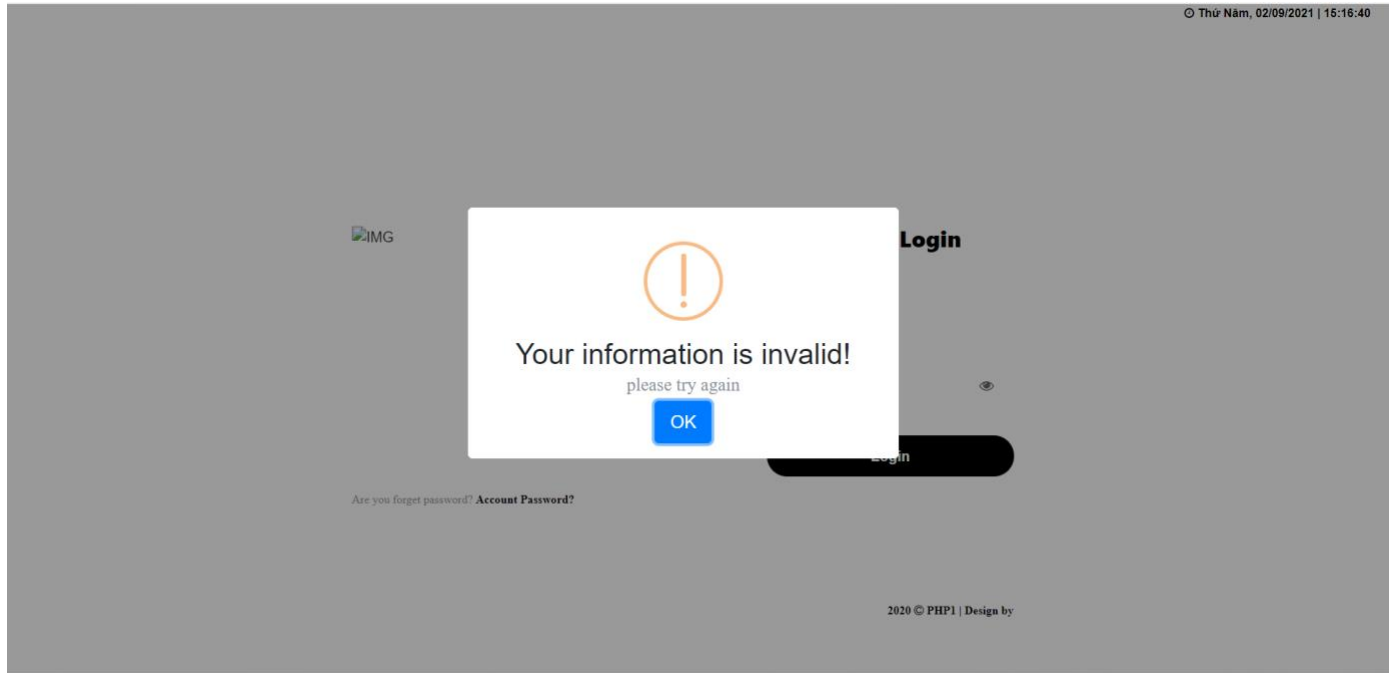 Thứ Năm, 02/09/2021 | 15:16:40
IMG
Login
Your information is invalid!
please try again
OK
Login
Are you forget password? Account Password?
2020 © PHP1 | Design by